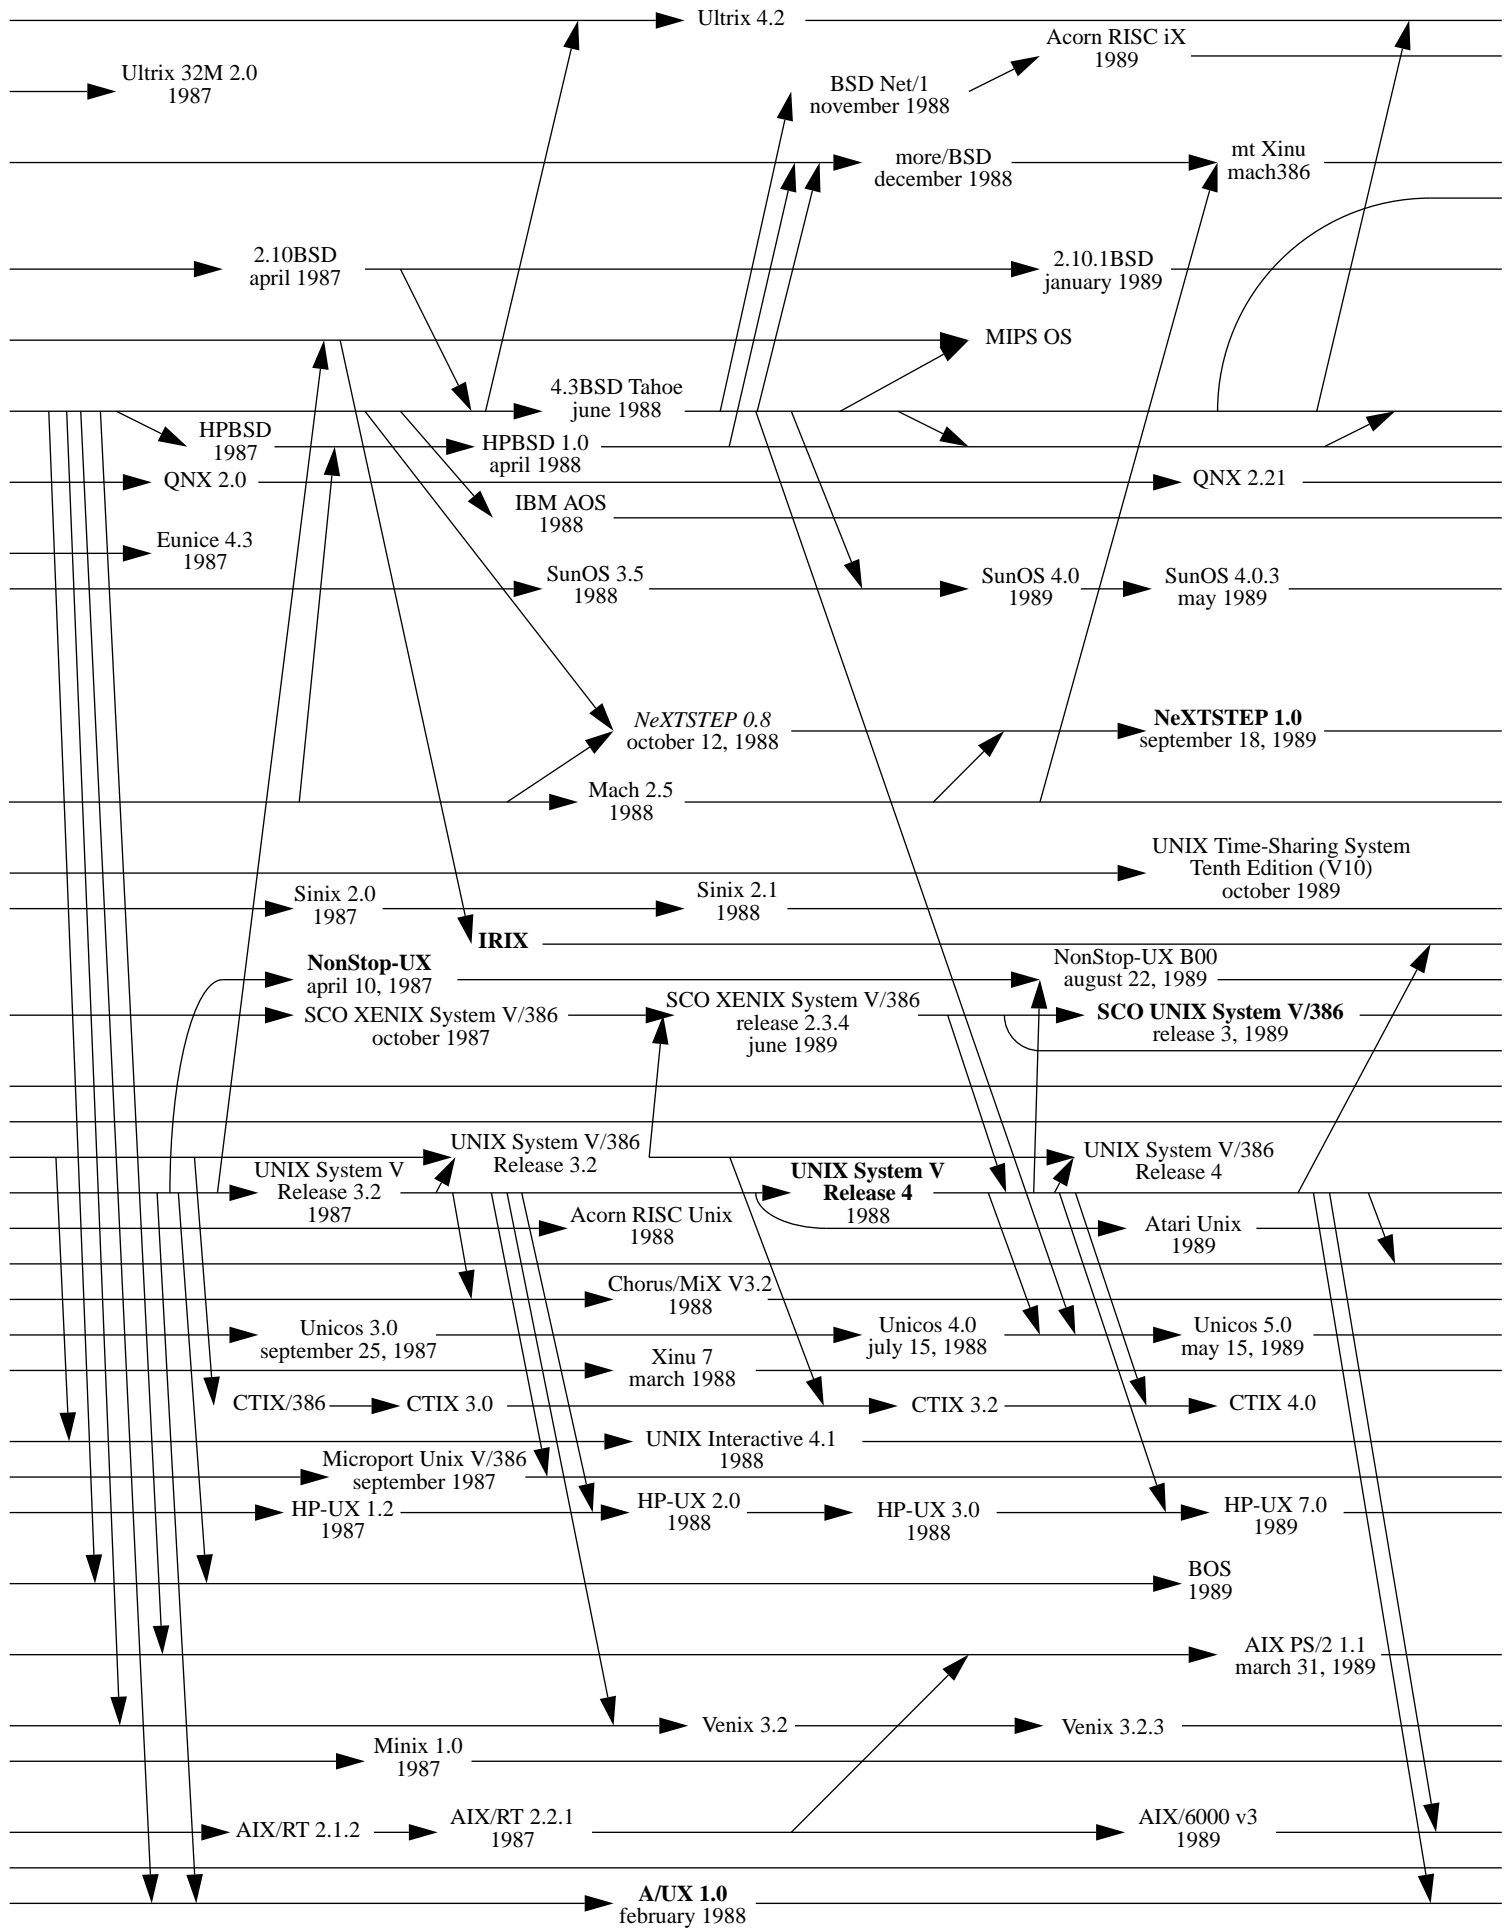 Ultrix 4.2
Acorn RISC iX
1989
Ultrix 32M 2.0
1987
BSD Net/1
november 1988
more/BSD
december 1988
mt Xinu
mach386
2.10BSD
april 1987
2.10.1BSD
january 1989
MIPS OS
4.3BSD Tahoe
june 1988
HPBSD
1987
HPBSD 1.0
april 1988
QNX 2.0
QNX 2.21
IBM AOS
1988
Eunice 4.3
1987
SunOS 3.5
1988
SunOS 4.0
1989
SunOS 4.0.3
may 1989
NeXTSTEP 0.8
october 12, 1988
NeXTSTEP 1.0
september 18, 1989
Mach 2.5
1988
UNIX Time-Sharing System
Tenth Edition (V10)
october 1989
Sinix 2.0
1987
Sinix 2.1
1988
IRIX
NonStop-UX
april 10, 1987
NonStop-UX B00
august 22, 1989
SCO XENIX System V/386
october 1987
SCO XENIX System V/386
release 2.3.4
june 1989
SCO UNIX System V/386
release 3, 1989
UNIX System V/386
Release 3.2
UNIX System V/386
Release 4
UNIX System V
Release 3.2
1987
UNIX System V
Release 4
1988
Acorn RISC Unix
1988
Atari Unix
1989
Chorus/MiX V3.2
1988
Unicos 3.0
september 25, 1987
Unicos 4.0
july 15, 1988
Unicos 5.0
may 15, 1989
Xinu 7
march 1988
CTIX/386
CTIX 3.0
CTIX 3.2
CTIX 4.0
UNIX Interactive 4.1
1988
Microport Unix V/386
september 1987
HP-UX 1.2
1987
HP-UX 2.0
1988
HP-UX 3.0
1988
HP-UX 7.0
1989
BOS
1989
AIX PS/2 1.1
march 31, 1989
Venix 3.2
Venix 3.2.3
Minix 1.0
1987
AIX/RT 2.1.2
AIX/RT 2.2.1
1987
AIX/6000 v3
1989
A/UX 1.0
february 1988